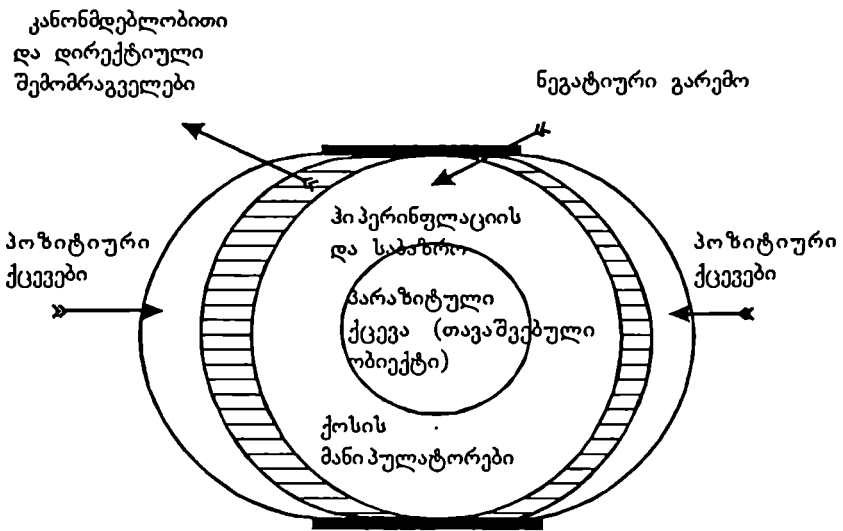 კანონმდებლობითი
და დირექტიული
შემომრაგველები
ნეგატიური გარემო
ჰიპერინფლაციის
და საბაზრო
პოზიტიური
ქცევები
პოზიტიური
ქცევები
პარაზიტული
ქცევა (თავაშვებული
ობიექტი)
ქოსის
მანიპულატორები